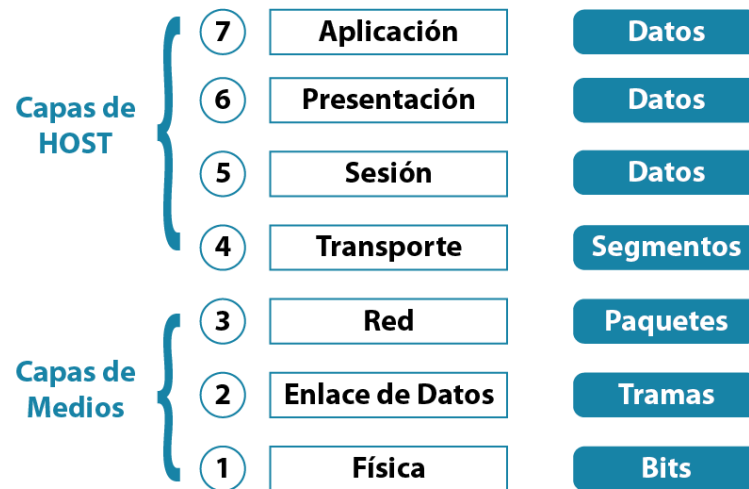 7 Aplicación Datos
6 Presentación Datos
Capas de
HOST
5 Sesión Datos
4 Transporte Segmentos
3 Red Paquetes
Capas de
Medios
2 Enlace de Datos Tramas
1 Física Bits